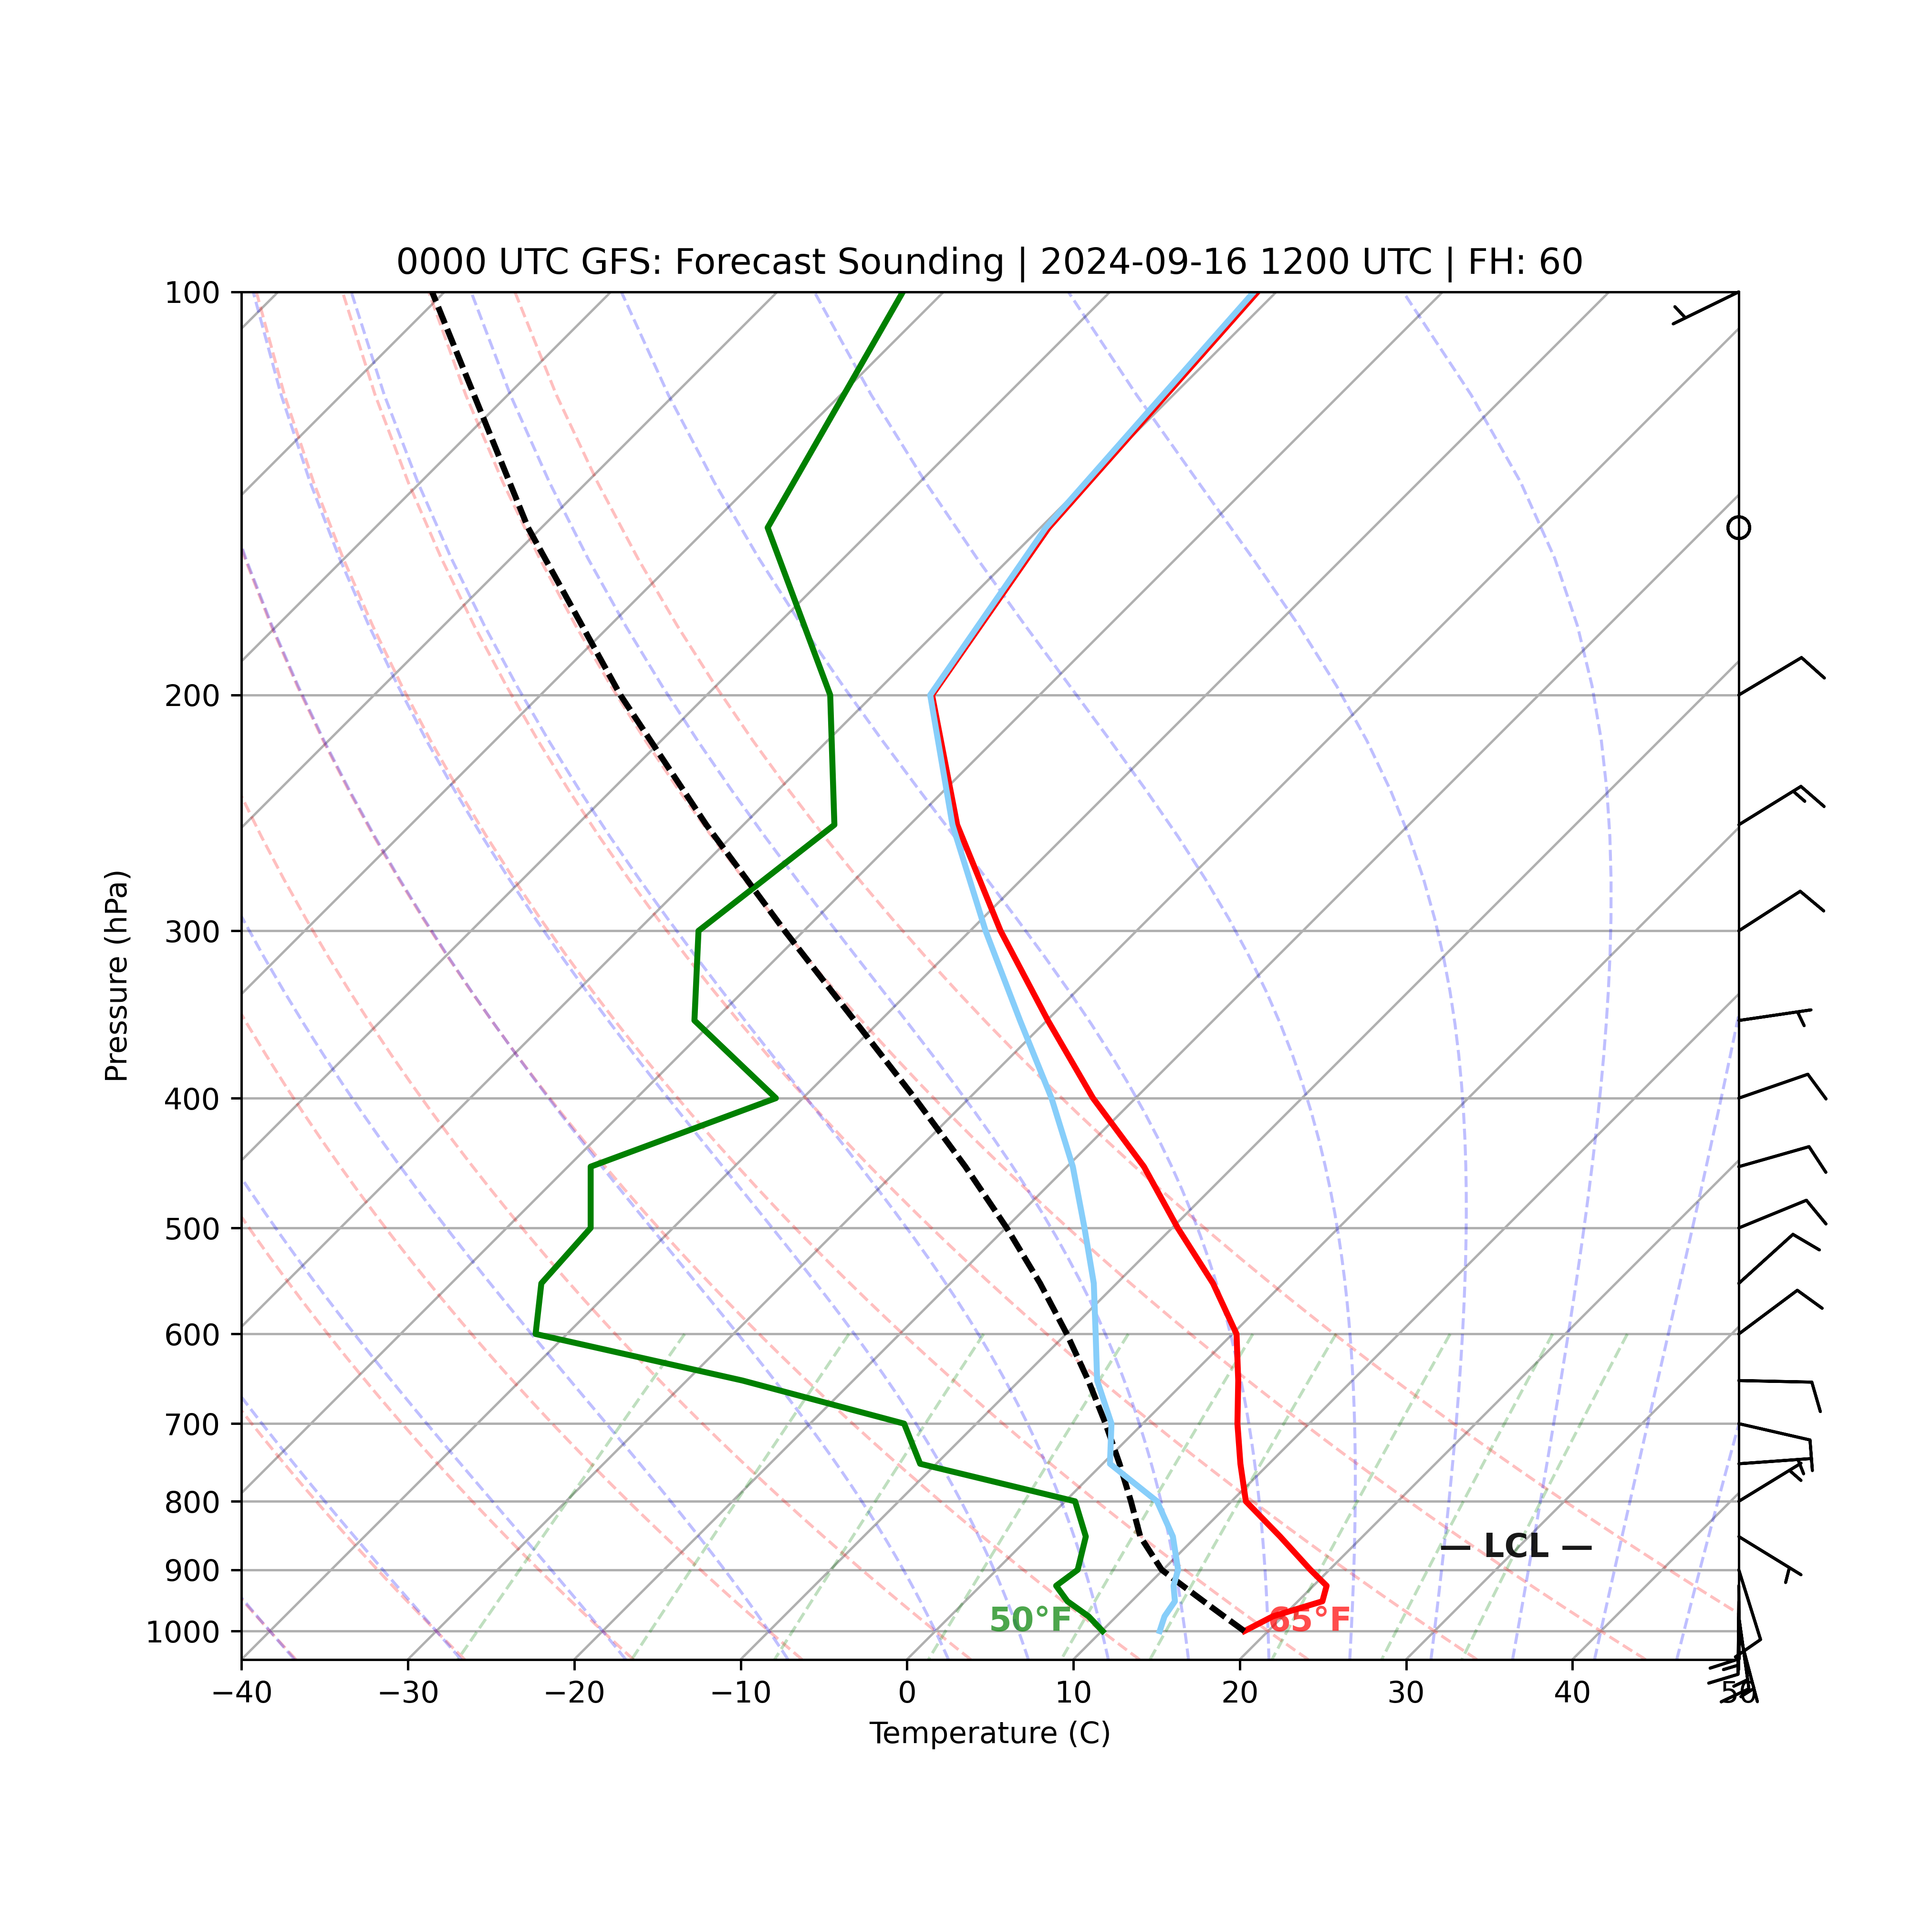 0000 UTC GFS: Forecast Sounding | 2024-09-16 1200 UTC | FH: 60
100
200
300
400
500
600
700
800
900
1000
Pressure (hPa)
— LCL —
50°F
65°F
−40 −30 −20 −10 0 10 20 30 40 50
Temperature (C)